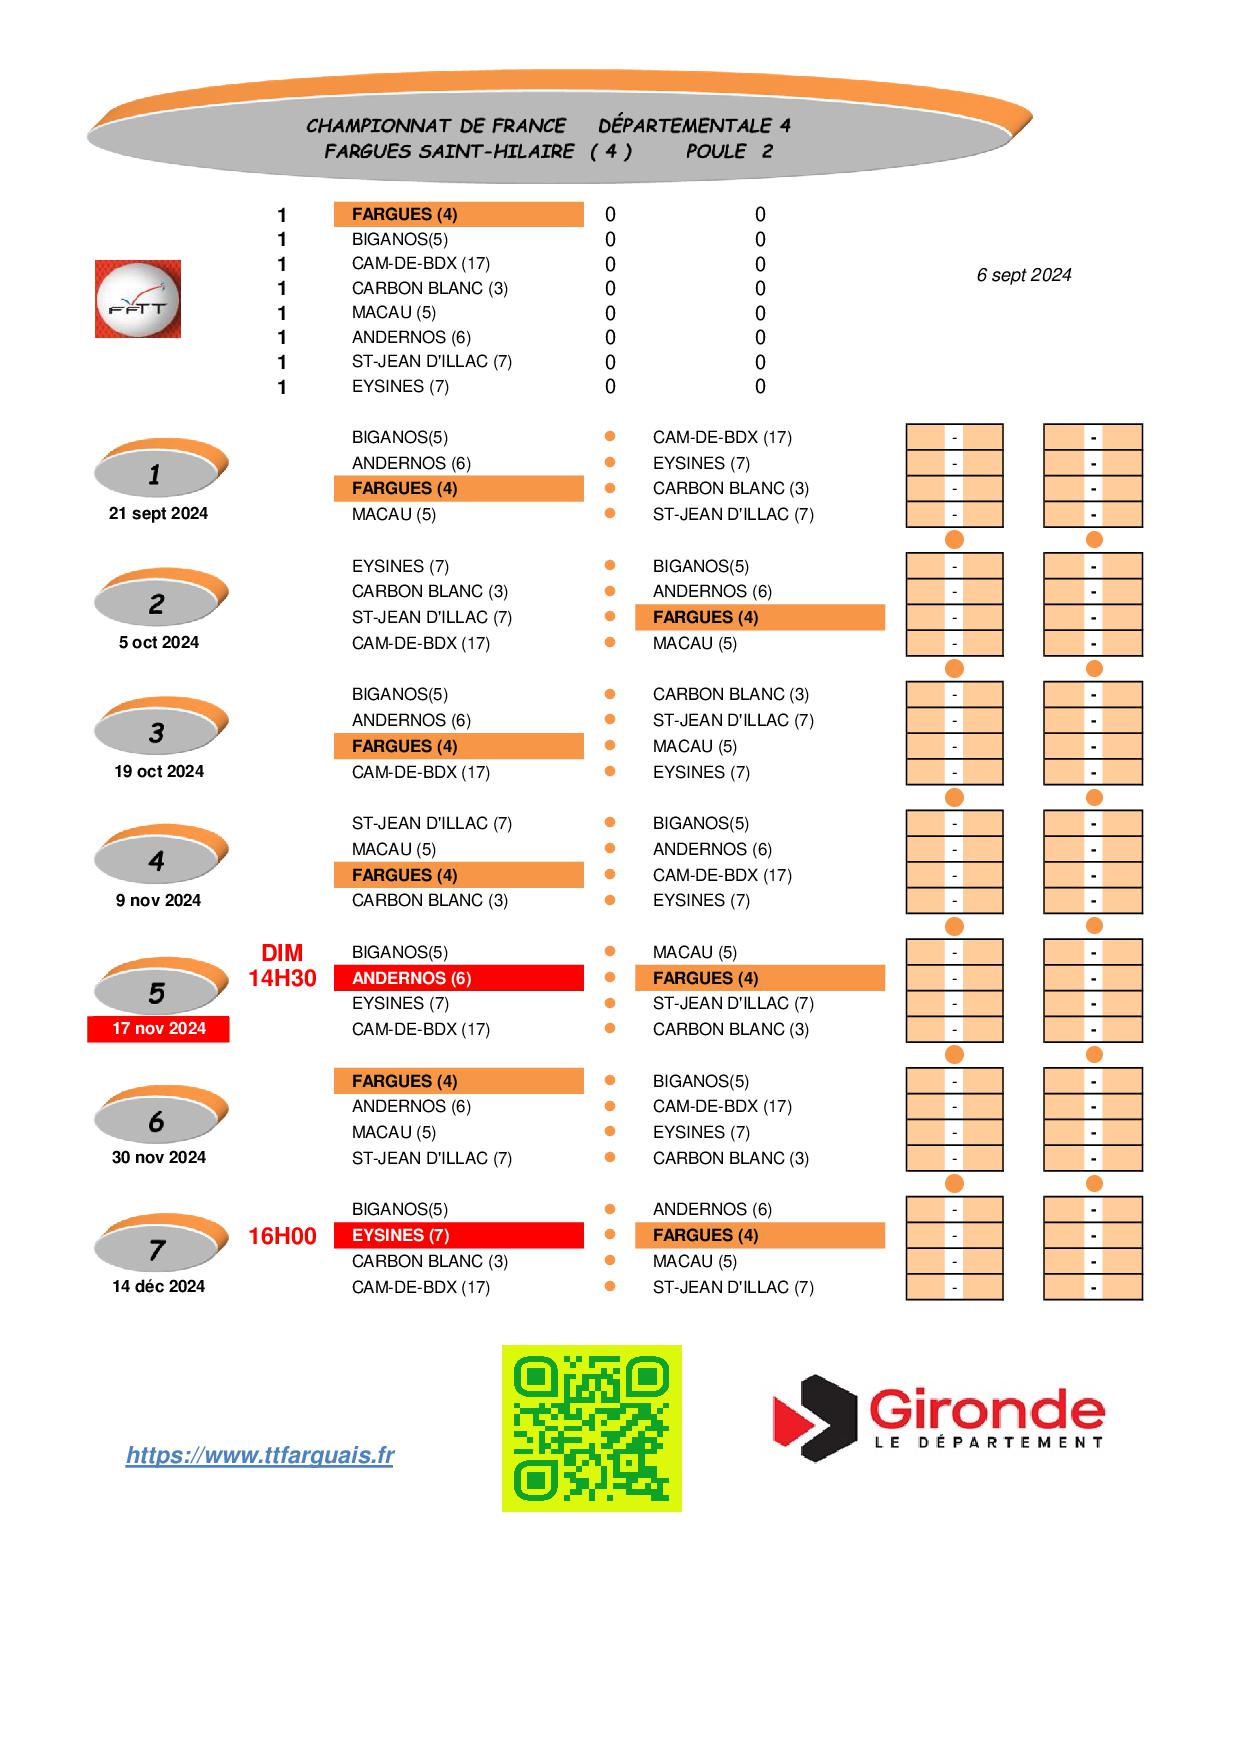 CHAMPIONNAT DE FRANCE DÉPARTEMENTALE 4
FARGUES SAINT-HILAIRE ( 4 ) POULE 2
1 FARGUES (4) 0 0
1 BIGANOS(5) 0 0
1 CAM-DE-BDX (17) 0 0
6 sept 2024
1 CARBON BLANC (3) 0 0
FFTT
1 MACAU (5) 0 0
1 ANDERNOS (6) 0 0
1 ST-JEAN D'ILLAC (7) 0 0
1 EYSINES (7) 0 0
BIGANOS(5) • CAM-DE-BDX (17) - -
1 ANDERNOS (6) • EYSINES (7) - -
FARGUES (4) • CARBON BLANC (3) - -
21 sept 2024 MACAU (5) • ST-JEAN D'ILLAC (7) - -
EYSINES (7) • BIGANOS(5) - -
2 CARBON BLANC (3) • ANDERNOS (6) - -
ST-JEAN D'ILLAC (7) • FARGUES (4) - -
5 oct 2024 CAM-DE-BDX (17) • MACAU (5) - -
BIGANOS(5) • CARBON BLANC (3) - -
3 ANDERNOS (6) • ST-JEAN D'ILLAC (7) - -
FARGUES (4) • MACAU (5) - -
19 oct 2024 CAM-DE-BDX (17) • EYSINES (7) - -
ST-JEAN D'ILLAC (7) • BIGANOS(5) - -
4 MACAU (5) • ANDERNOS (6) - -
FARGUES (4) • CAM-DE-BDX (17) - -
9 nov 2024 CARBON BLANC (3) • EYSINES (7) - -
DIM BIGANOS(5) • MACAU (5) - -
5 14H30 ANDERNOS (6) • FARGUES (4) - -
EYSINES (7) • ST-JEAN D'ILLAC (7) - -
17 nov 2024 CAM-DE-BDX (17) • CARBON BLANC (3) - -
FARGUES (4) • BIGANOS(5) - -
6 ANDERNOS (6) • CAM-DE-BDX (17) - -
MACAU (5) • EYSINES (7) - -
30 nov 2024 ST-JEAN D'ILLAC (7) • CARBON BLANC (3) - -
BIGANOS(5) • ANDERNOS (6) - -
7 16H00 EYSINES (7) • FARGUES (4) - -
CARBON BLANC (3) • MACAU (5) - -
14 déc 2024 CAM-DE-BDX (17) • ST-JEAN D'ILLAC (7) - -
https://www.ttfarguais.fr
Gironde
LE DÉPARTEMENT